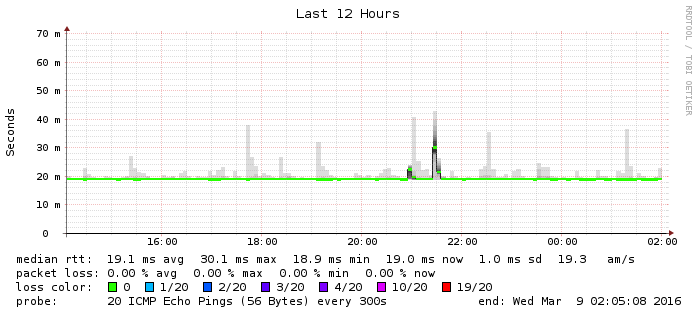 Last 12 Hours
RRDTOOL / TOBI OETIKER
Seconds
70 m
60 m
50 m
40 m
30 m
20 m
10 m
0
16:00 18:00 20:00 22:00 00:00 02:00
median rtt: 19.1 ms avg 30.1 ms max 18.9 ms min 19.0 ms now 1.0 ms sd 19.3 am/s
packet loss: 0.00 % avg 0.00 % max 0.00 % min 0.00 % now
loss color: 0 1/20 2/20 3/20 4/20 10/20 19/20
probe: 20 ICMP Echo Pings (56 Bytes) every 300s end: Wed Mar 9 02:05:08 2016